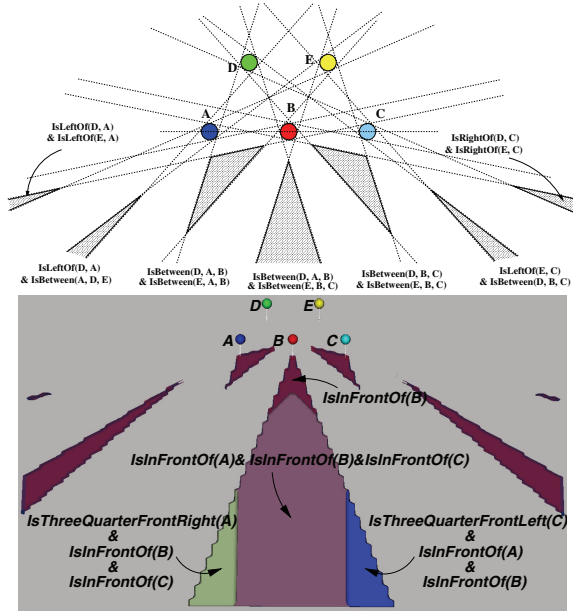 D
E
A
B
C
IsLeftOf(D, A)
& IsLeftOf(E, A)
IsRightOf(D, C)
& IsRightOf(E, C)
IsLeftOf(D, A)
& IsBetween(A, D, E)
IsBetween(D, A, B)
& IsBetween(E, A, B)
IsBetween(D, A, B)
& IsBetween(E, B, C)
IsBetween(D, B, C)
& IsBetween(E, B, C)
IsLeftOf(E, C)
& IsBetween(D, B, C)
D
E
A
B
C
IsInFrontOf(B)
IsInFrontOf(A)& IsInFrontOf(B)&IsInFrontOf(C)
IsThreeQuarterFrontRight(A)
&
IsInFrontOf(B)
&
IsInFrontOf(C)
IsThreeQuarterFrontLeft(C)
&
IsInFrontOf(A)
&
IsInFrontOf(B)